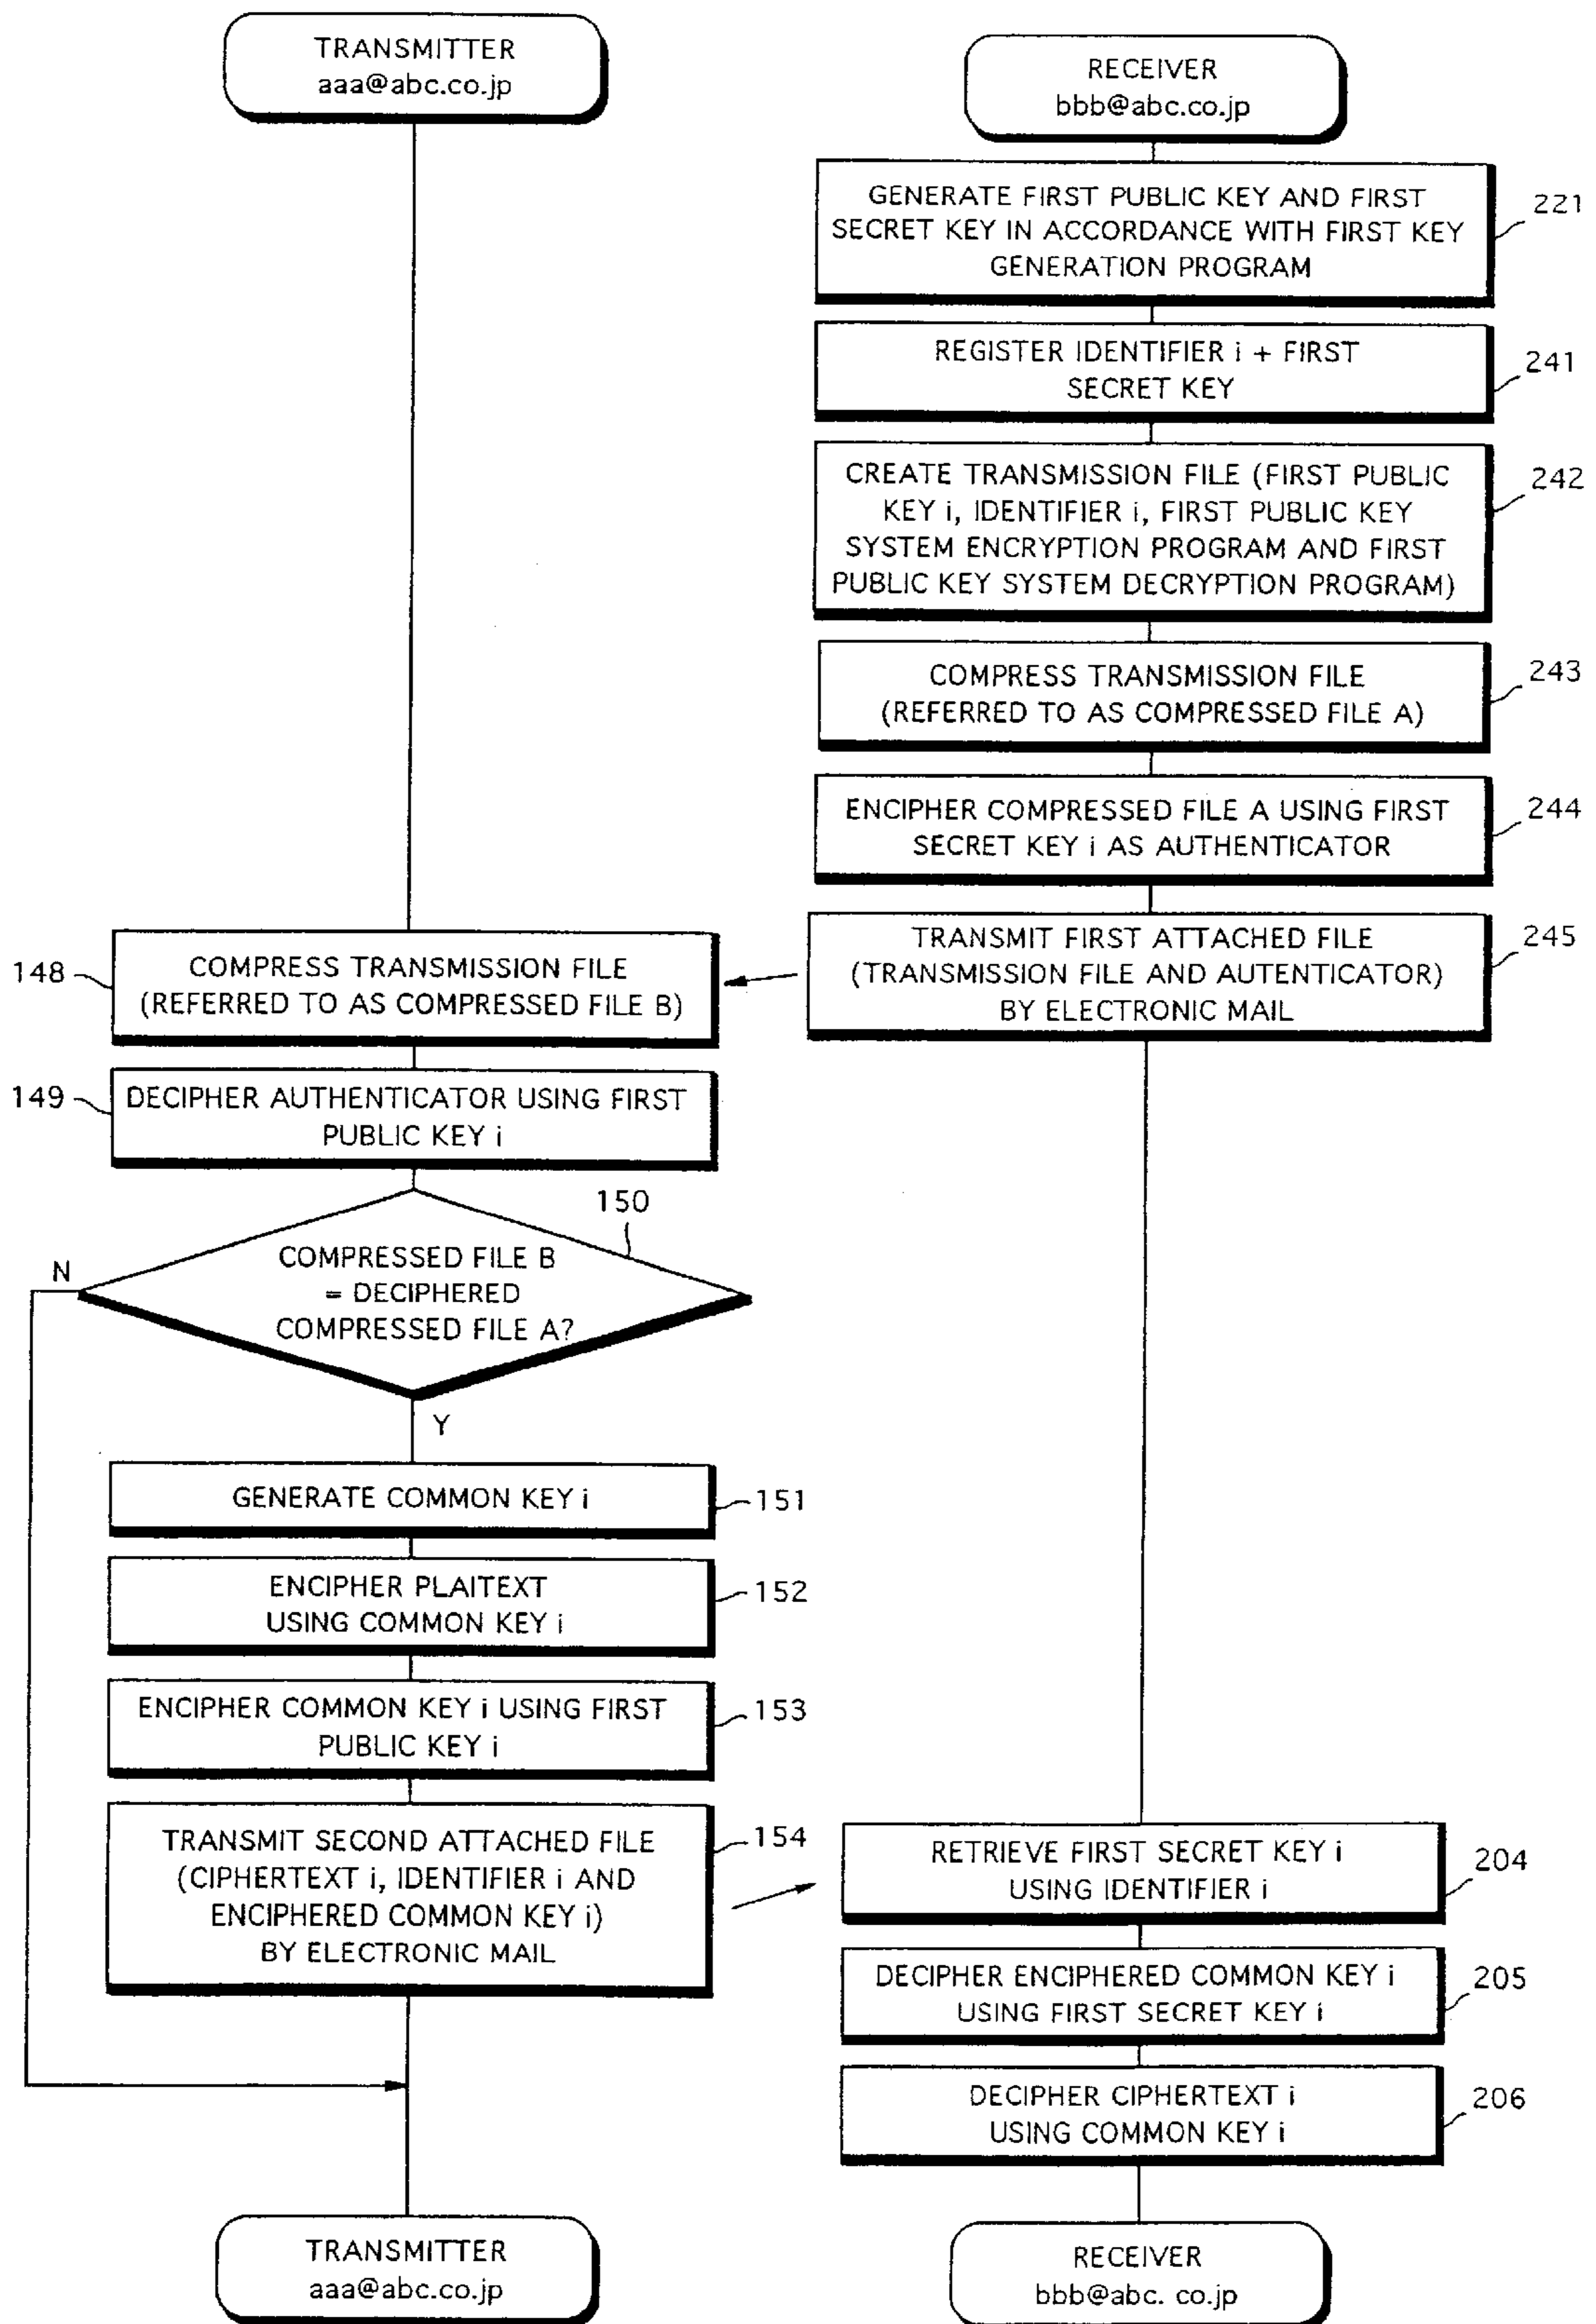 TRANSMITTER
aaa@abc.co.jp
RECEIVER
bbb@abc.co.jp
GENERATE FIRST PUBLIC KEY AND FIRST
SECRET KEY IN ACCORDANCE WITH FIRST KEY
GENERATION PROGRAM
221
REGISTER IDENTIFIER i + FIRST
SECRET KEY
241
CREATE TRANSMISSION FILE (FIRST PUBLIC
KEY i, IDENTIFIER i, FIRST PUBLIC KEY
SYSTEM ENCRYPTION PROGRAM AND FIRST
PUBLIC KEY SYSTEM DECRYPTION PROGRAM)
242
COMPRESS TRANSMISSION FILE
(REFERRED TO AS COMPRESSED FILE A)
243
ENCIPHER COMPRESSED FILE A USING FIRST
SECRET KEY i AS AUTHENTICATOR
244
TRANSMIT FIRST ATTACHED FILE
(TRANSMISSION FILE AND AUTENTICATOR)
BY ELECTRONIC MAIL
245
148
COMPRESS TRANSMISSION FILE
(REFERRED TO AS COMPRESSED FILE B)
149
DECIPHER AUTHENTICATOR USING FIRST
PUBLIC KEY i
150
COMPRESSED FILE B
= DECIPHERED
COMPRESSED FILE A?
N
Y
GENERATE COMMON KEY i
151
ENCIPHER PLAITEXT
USING COMMON KEY i
152
ENCIPHER COMMON KEY i USING FIRST
PUBLIC KEY i
153
TRANSMIT SECOND ATTACHED FILE
(CIPHERTEXT i, IDENTIFIER i AND
ENCIPHERED COMMON KEY i)
BY ELECTRONIC MAIL
154
RETRIEVE FIRST SECRET KEY i
USING IDENTIFIER i
204
DECIPHER ENCIPHERED COMMON KEY i
USING FIRST SECRET KEY i
205
DECIPHER CIPHERTEXT i
USING COMMON KEY i
206
TRANSMITTER
aaa@abc.co.jp
RECEIVER
bbb@abc. co.jp